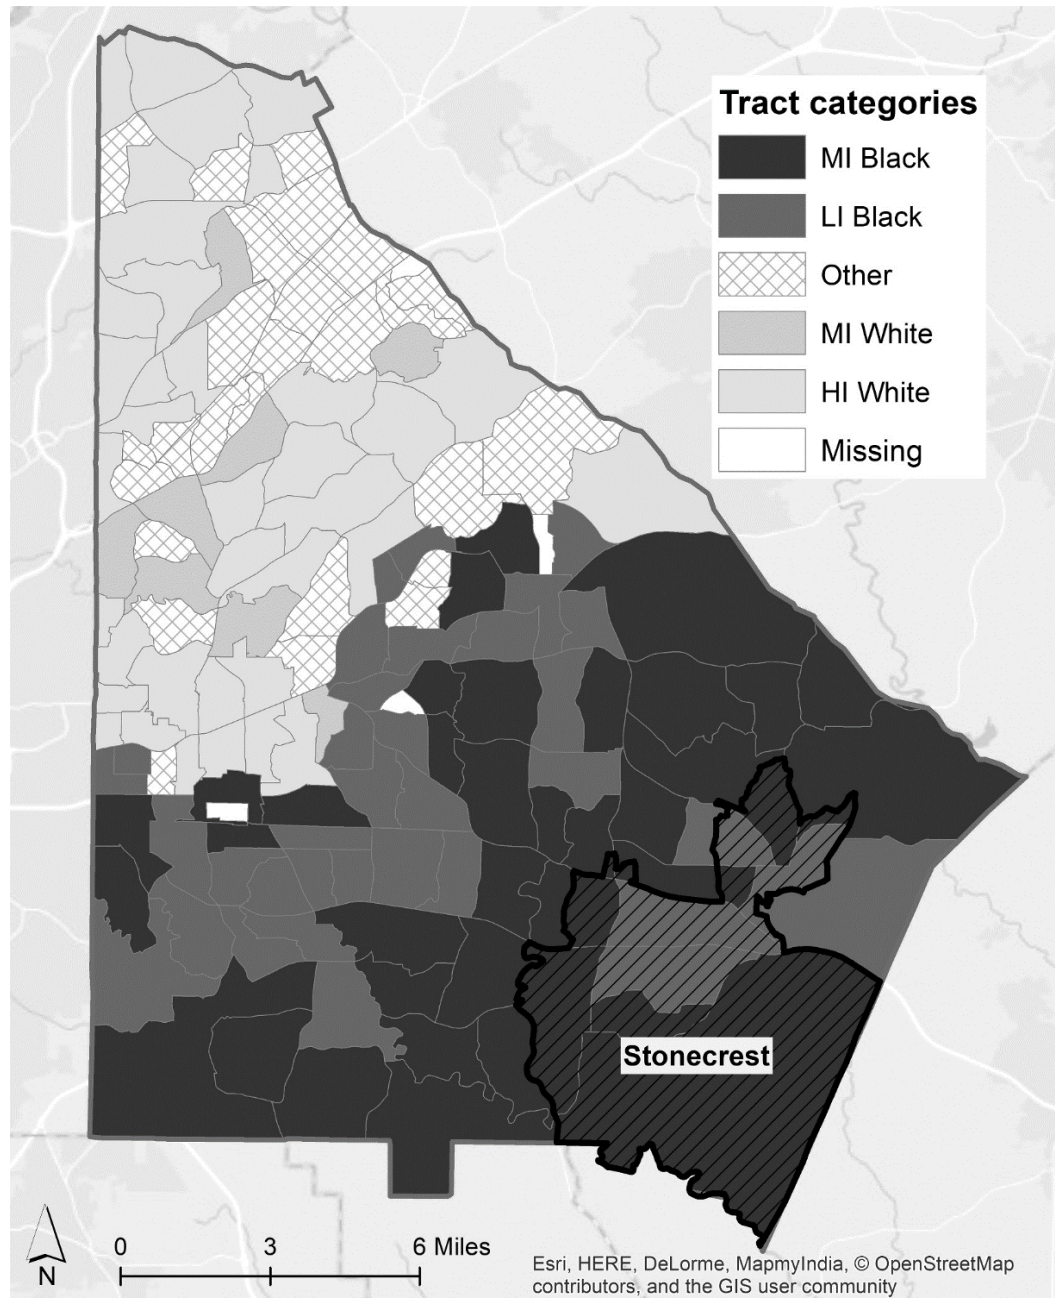 Tract categories
MI Black
LI Black
Other
MI White
HI White
Missing
Stonecrest
N
0 3 6 Miles
Esri, HERE, DeLorme, MapmyIndia, © OpenStreetMap
contributors, and the GIS user community